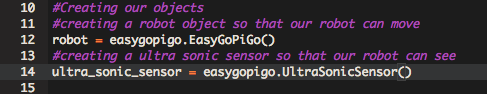 10 #Creating our objects
11 #creating a robot object so that our robot can move
12 robot = easygopigo.EasyGoPiGo()
13 #creating a ultra sonic sensor so that our robot can see
14 ultra_sonic_sensor = easygopigo.UltraSonicSensor()
15